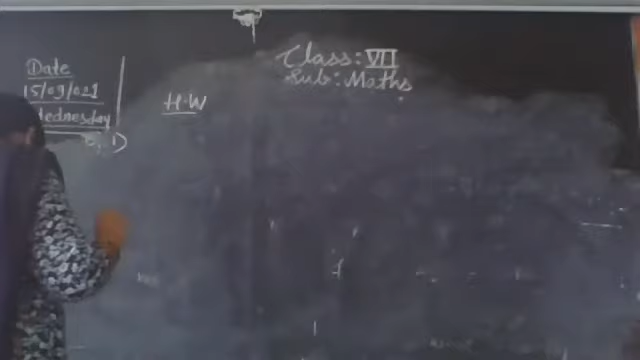 Date
15/09/021
Wednesday
Class: VII
Sub: Maths
H.W